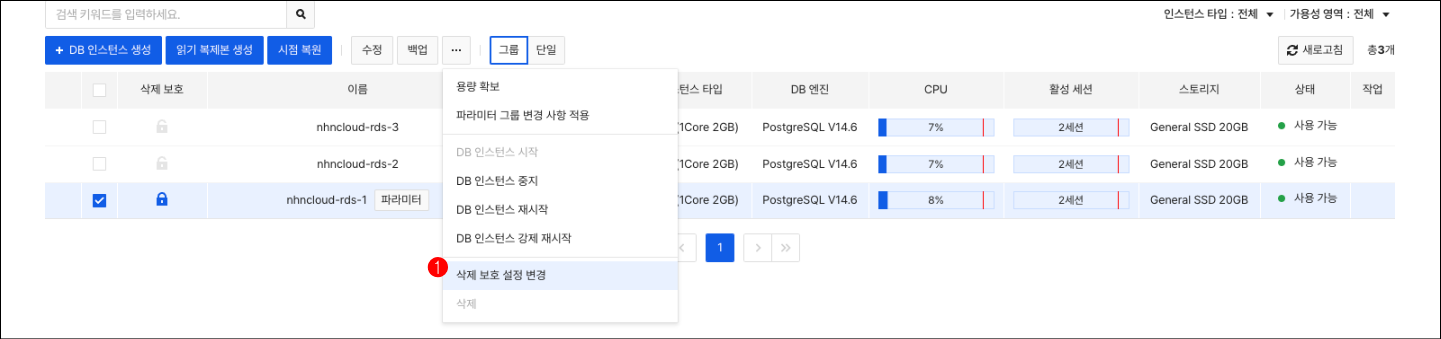 검색 키워드를 입력하세요.
인스턴스 타입 : 전체 가용성 영역 : 전체
+ DB 인스턴스 생성 읽기 복제본 생성 시점 복원 수정 백업 ... 그룹 단일 새로고침 총3개
삭제 보호 이름 스턴스 타입 DB 엔진 CPU 활성 세션 스토리지 상태 작업
nhncloud-rds-3 (1Core 2GB) PostgreSQL V14.6 7% 2세션 General SSD 20GB 사용 가능
nhncloud-rds-2 (1Core 2GB) PostgreSQL V14.6 7% 2세션 General SSD 20GB 사용 가능
nhncloud-rds-1 파라미터 (1Core 2GB) PostgreSQL V14.6 8% 2세션 General SSD 20GB 사용 가능
용량 확보
파라미터 그룹 변경 사항 적용
DB 인스턴스 시작
DB 인스턴스 중지
DB 인스턴스 재시작
DB 인스턴스 강제 재시작
1 삭제 보호 설정 변경
삭제
1